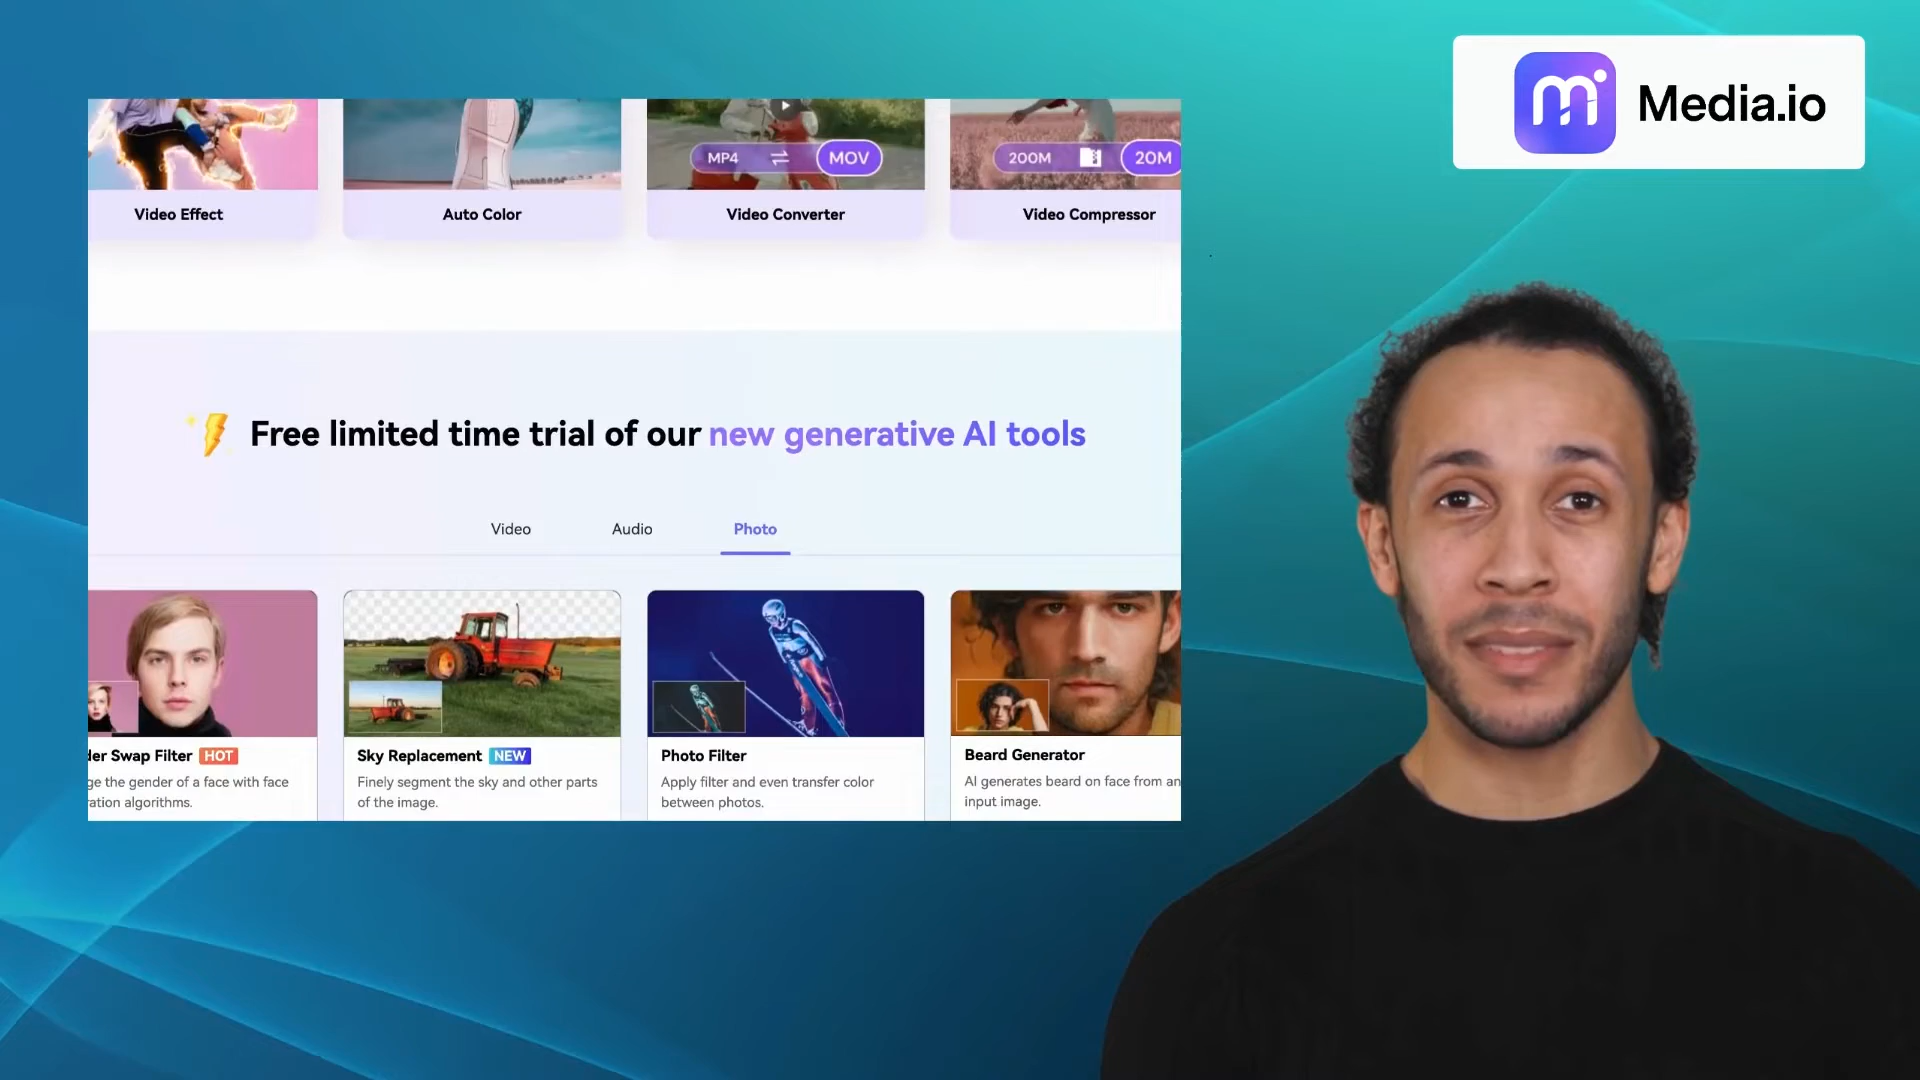 Media.io
MP4
MOV
200M
20M
Video Effect
Auto Color
Video Converter
Video Compressor
Free limited time trial of our new generative AI tools
Video
Audio
Photo
der Swap Filter HOT
ge the gender of a face with face
ration algorithms.
Sky Replacement NEW
Finely segment the sky and other parts
of the image.
Photo Filter
Apply filter and even transfer color
between photos.
Beard Generator
AI generates beard on face from an
input image.